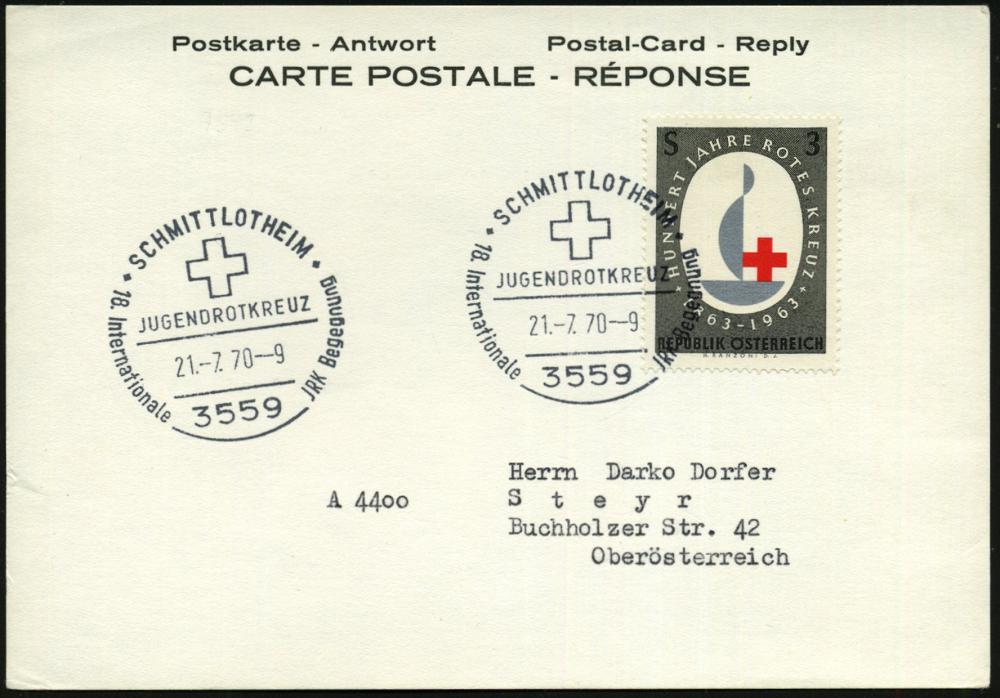 Postkarte - Antwort Postal-Card - Reply
CARTE POSTALE - RÉPONSE
S 3
HUNDERT JAHRE ROTES KREUZ
1863-1963
REPUBLIK ÖSTERREICH
H. RANZONI D. J.
SCHMITTLOTHEIM
JUGENDROTKREUZ
21.-7. 70--9
3559
18. Internationale JRK Begegnung
SCHMITTLOTHEIM
JUGENDROTKREUZ
21.-7. 70--9
3559
18. Internationale JRK Begegnung
Herrn Darko Dorfer
A 4400 S t e y r
Buchholzer Str. 42
Oberösterreich